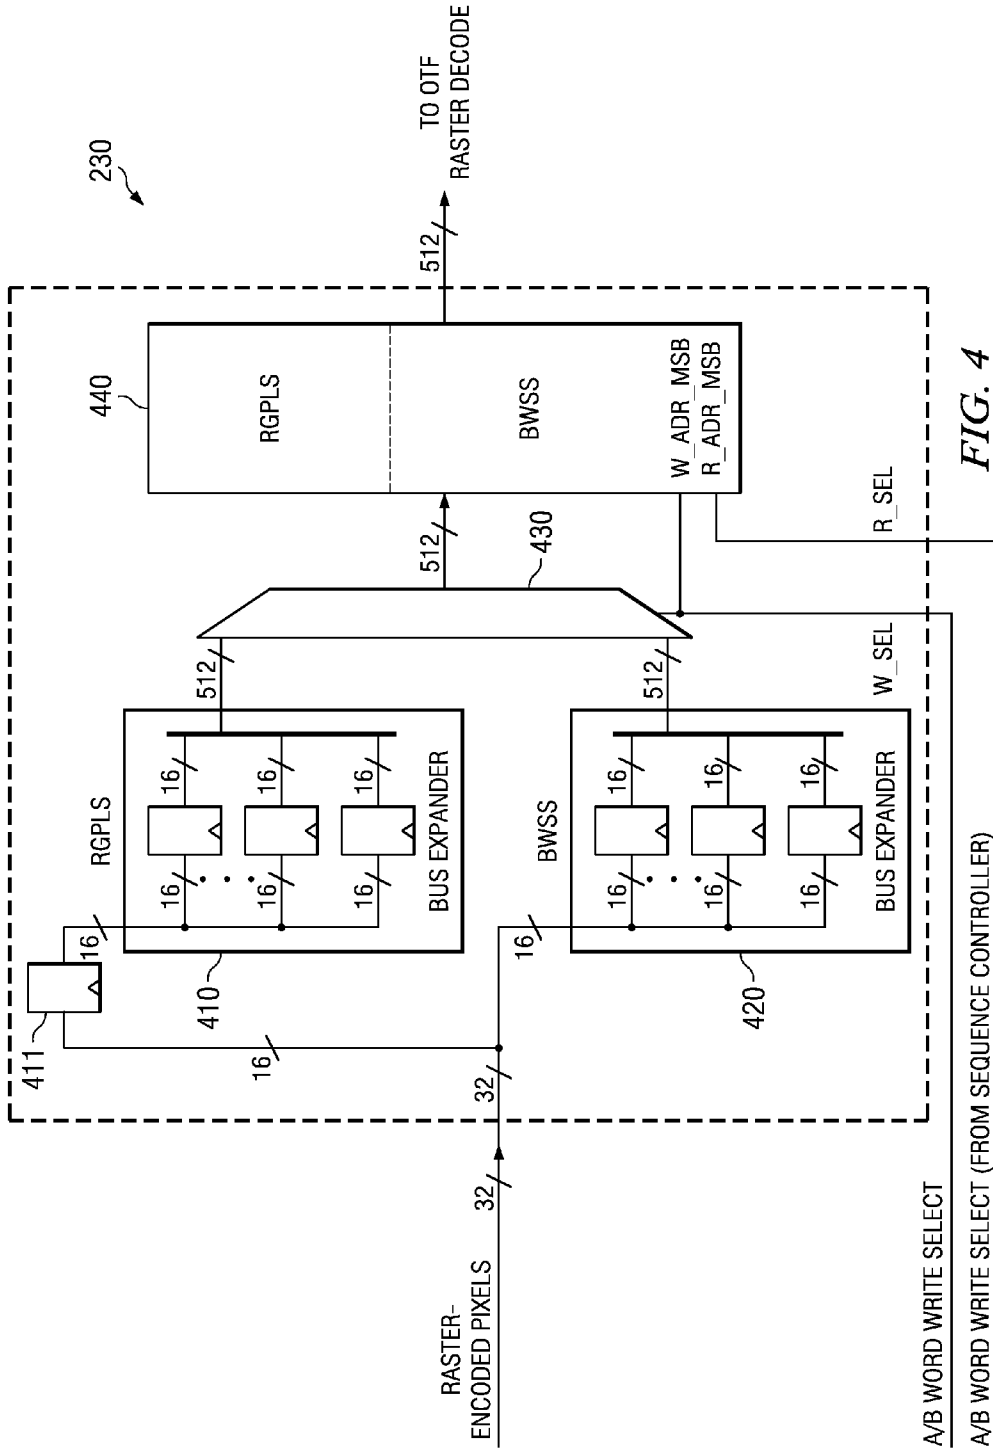 230
TO OTF
RASTER DECODE
512
440
RGPLS
BWSS
W_ADR_MSB
R_ADR_MSB
512
430
R_SEL
512
512
W_SEL
RGPLS
16
16
16
16
16
16
BUS EXPANDER
410
16
411
16
BWSS
16
16
16
16
16
16
BUS EXPANDER
420
16
32
32
RASTER-
ENCODED PIXELS
A/B WORD WRITE SELECT
A/B WORD WRITE SELECT (FROM SEQUENCE CONTROLLER)
FIG. 4